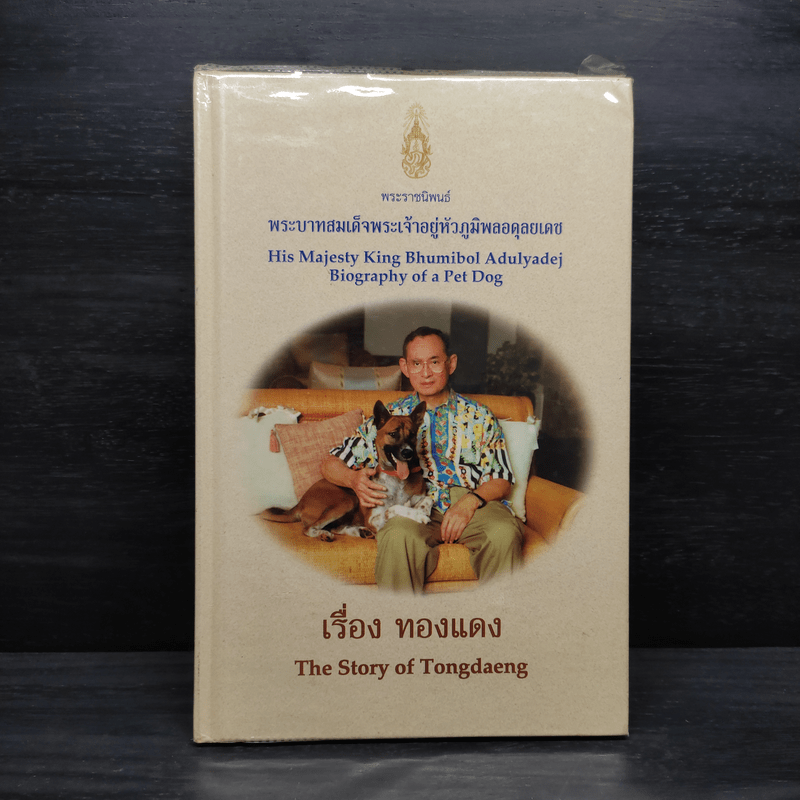 พระราชนิพนธ์
พระบาทสมเด็จพระเจ้าอยู่หัวภูมิพลอดุลยเดช
His Majesty King Bhumibol Adulyadej
Biography of a Pet Dog
เรื่อง ทองแดง
The Story of Tongdaeng